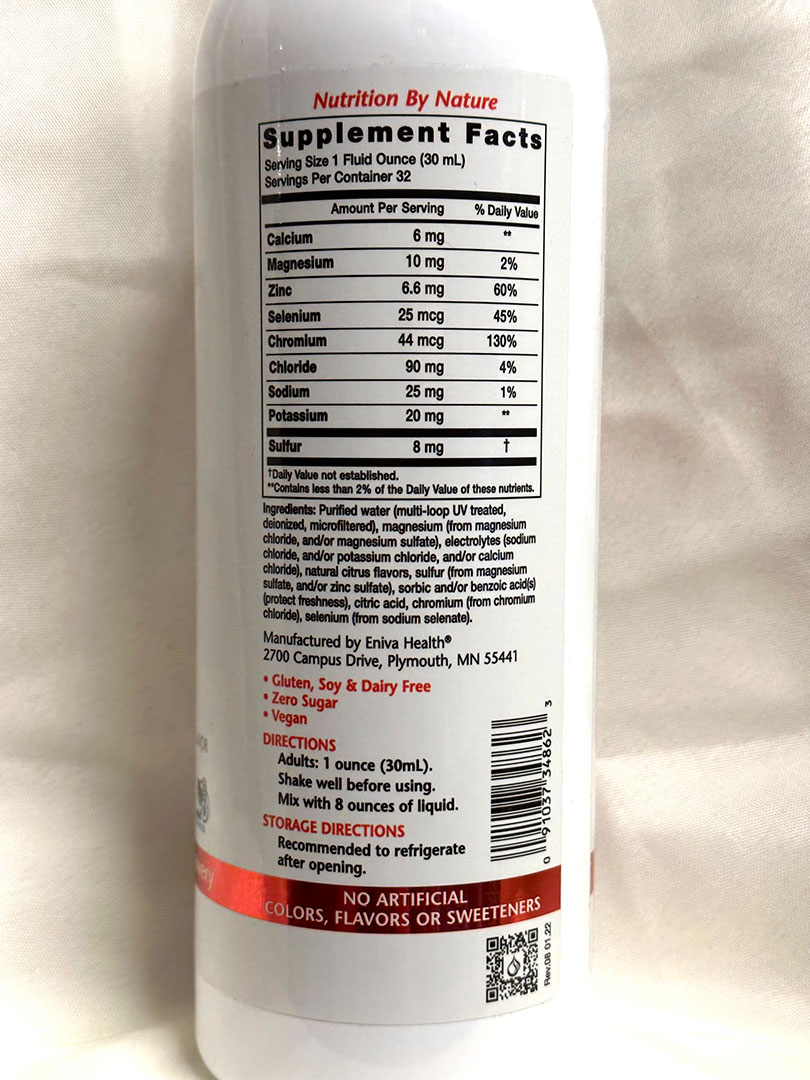 Nutrition By Nature
Supplement Facts
Serving Size 1 Fluid Ounce (30 mL)
Servings Per Container 32
Amount Per Serving % Daily Value
Calcium 6 mg **
Magnesium 10 mg 2%
Zinc 6.6 mg 60%
Selenium 25 mcg 45%
Chromium 44 mcg 130%
Chloride 90 mg 4%
Sodium 25 mg 1%
Potassium 20 mg **
Sulfur 8 mg †
†Daily Value not established.
**Contains less than 2% of the Daily Value of these nutrients.
Ingredients: Purified water (multi-loop UV treated,
deionized, microfiltered), magnesium (from magnesium
chloride, and/or magnesium sulfate), electrolytes (sodium
chloride, and/or potassium chloride, and/or calcium
chloride), natural citrus flavors, sulfur (from magnesium
sulfate, and/or zinc sulfate), sorbic and/or benzoic acid(s)
(protect freshness), citric acid, chromium (from chromium
chloride), selenium (from sodium selenate).
Manufactured by Eniva Health®
2700 Campus Drive, Plymouth, MN 55441
• Gluten, Soy & Dairy Free
• Zero Sugar
• Vegan
DIRECTIONS
Adults: 1 ounce (30mL).
Shake well before using.
Mix with 8 ounces of liquid.
STORAGE DIRECTIONS
Recommended to refrigerate
after opening.
0 91037 34862 3
NO ARTIFICIAL
COLORS, FLAVORS OR SWEETENERS
Rev.08 01.22